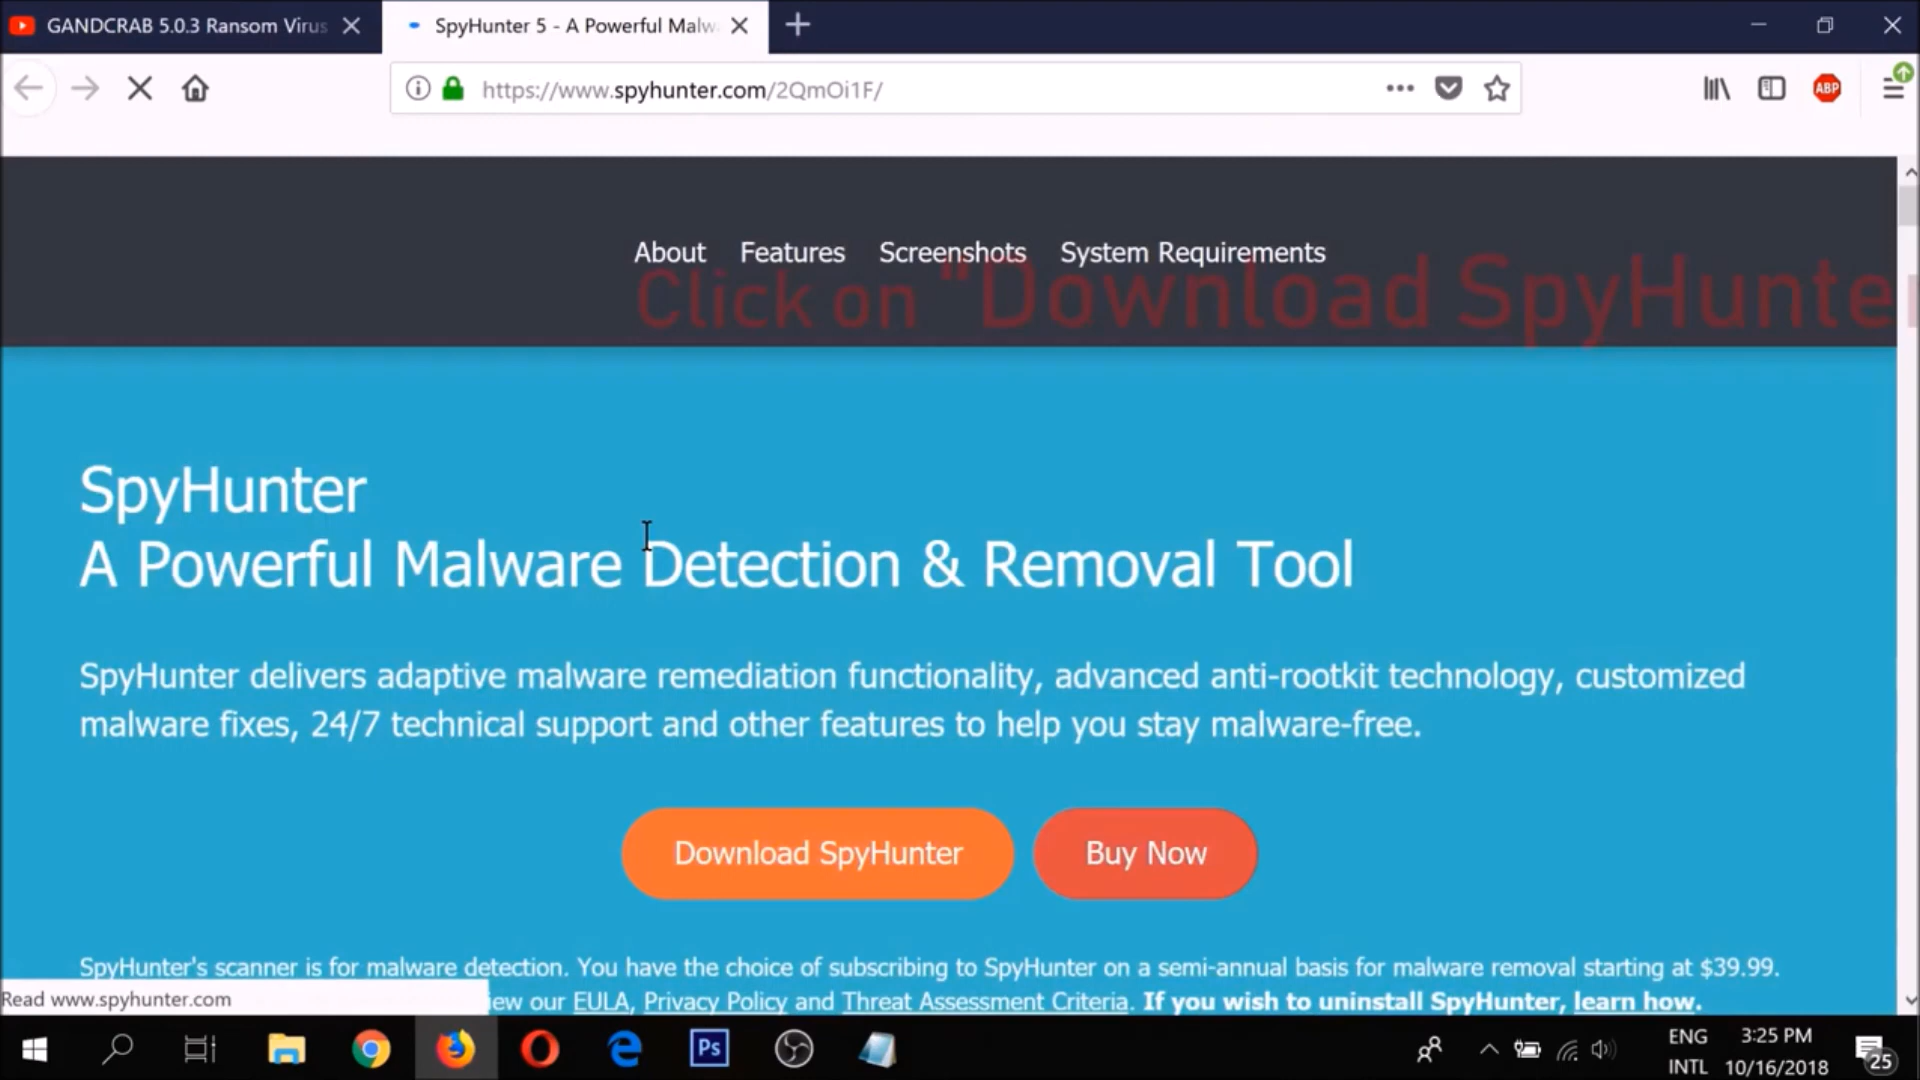 GANDCRAB 5.0.3 Ransom Virus
SpyHunter 5 - A Powerful Malw
https://www.spyhunter.com/2QmOi1F/
ABP
About Features Screenshots System Requirements
Click on "Download SpyHunter
SpyHunter
A Powerful Malware Detection & Removal Tool
SpyHunter delivers adaptive malware remediation functionality, advanced anti-rootkit technology, customized
malware fixes, 24/7 technical support and other features to help you stay malware-free.
Download SpyHunter Buy Now
SpyHunter's scanner is for malware detection. You have the choice of subscribing to SpyHunter on a semi-annual basis for malware removal starting at $39.99.
Read www.spyhunter.com
iew our EULA, Privacy Policy and Threat Assessment Criteria. If you wish to uninstall SpyHunter, learn how.
Ps
ENG 3:25 PM
INTL 10/16/2018
25